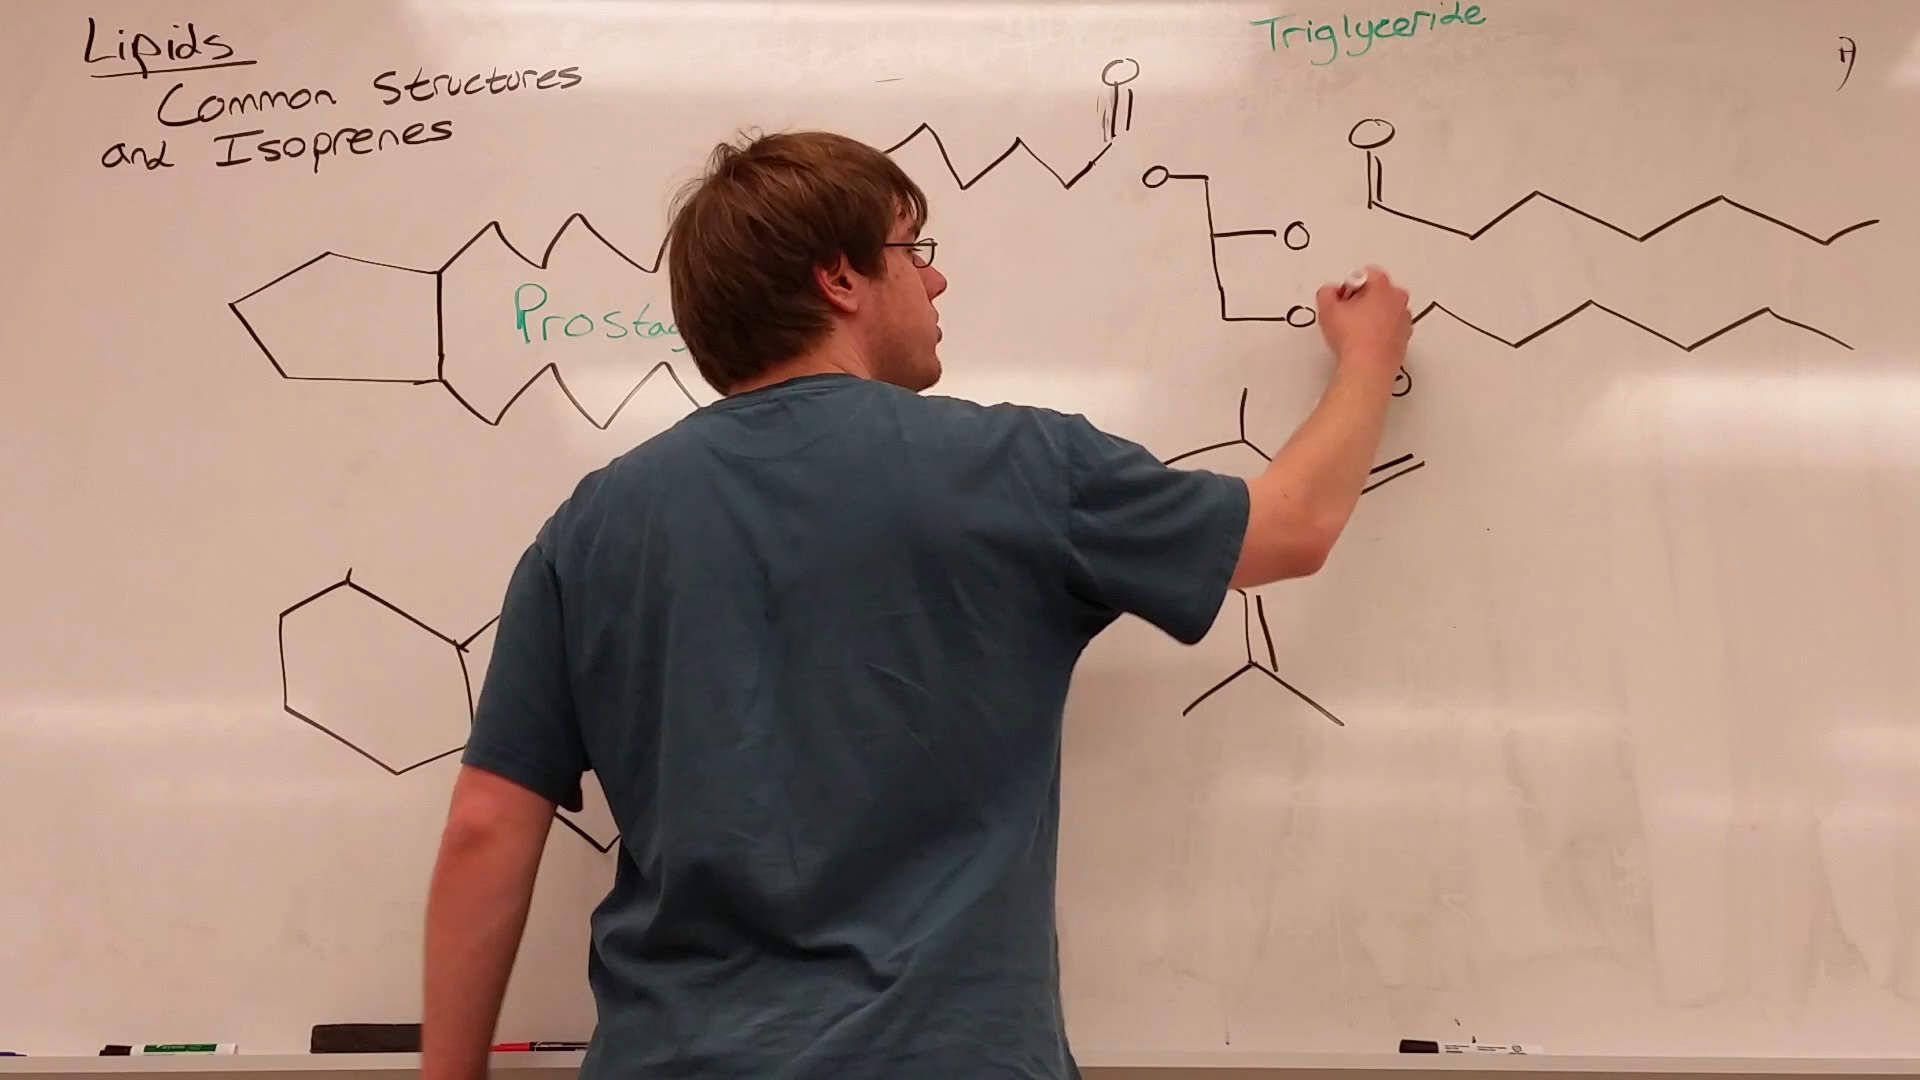 Lipids
Common Structures
and Isoprenes
Triglyceride
O
O
O
O
O
O